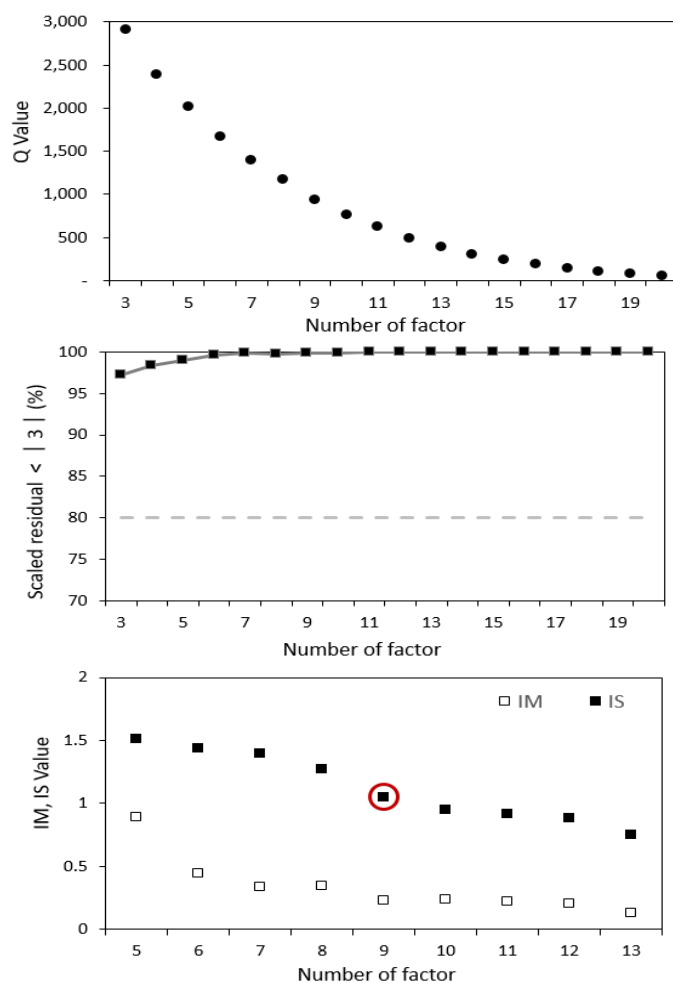 3,000
2,500
2,000
1,500
1,000
500
-
Q Value
3 5 7 9 11 13 15 17 19
Number of factor
100
95
90
85
80
75
70
Scaled residual < | 3 | (%)
3 5 7 9 11 13 15 17 19
Number of factor
2
1.5
1
0.5
0
IM, IS Value
IM IS
5 6 7 8 9 10 11 12 13
Number of factor